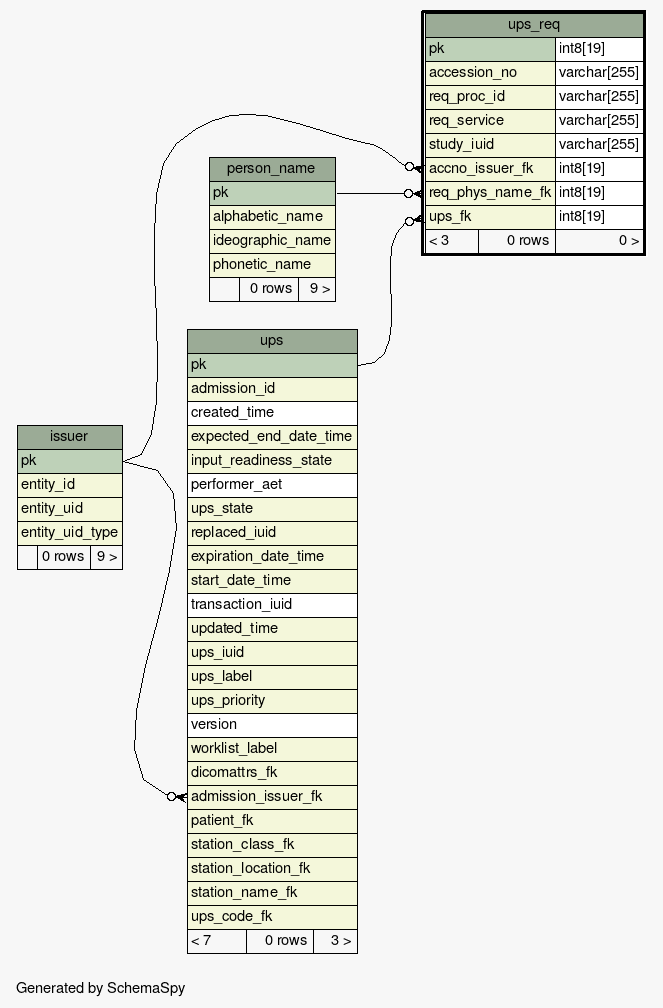 ups_req
pk int8[19]
accession_no varchar[255]
req_proc_id varchar[255]
req_service varchar[255]
study_iuid varchar[255]
accno_issuer_fk int8[19]
req_phys_name_fk int8[19]
ups_fk int8[19]
< 3 0 rows 0 >
person_name
pk
alphabetic_name
ideographic_name
phonetic_name
0 rows 9 >
ups
pk
admission_id
created_time
expected_end_date_time
input_readiness_state
performer_aet
ups_state
replaced_iuid
expiration_date_time
start_date_time
transaction_iuid
updated_time
ups_iuid
ups_label
ups_priority
version
worklist_label
dicomattrs_fk
admission_issuer_fk
patient_fk
station_class_fk
station_location_fk
station_name_fk
ups_code_fk
< 7 0 rows 3 >
issuer
pk
entity_id
entity_uid
entity_uid_type
0 rows 9 >
Generated by SchemaSpy